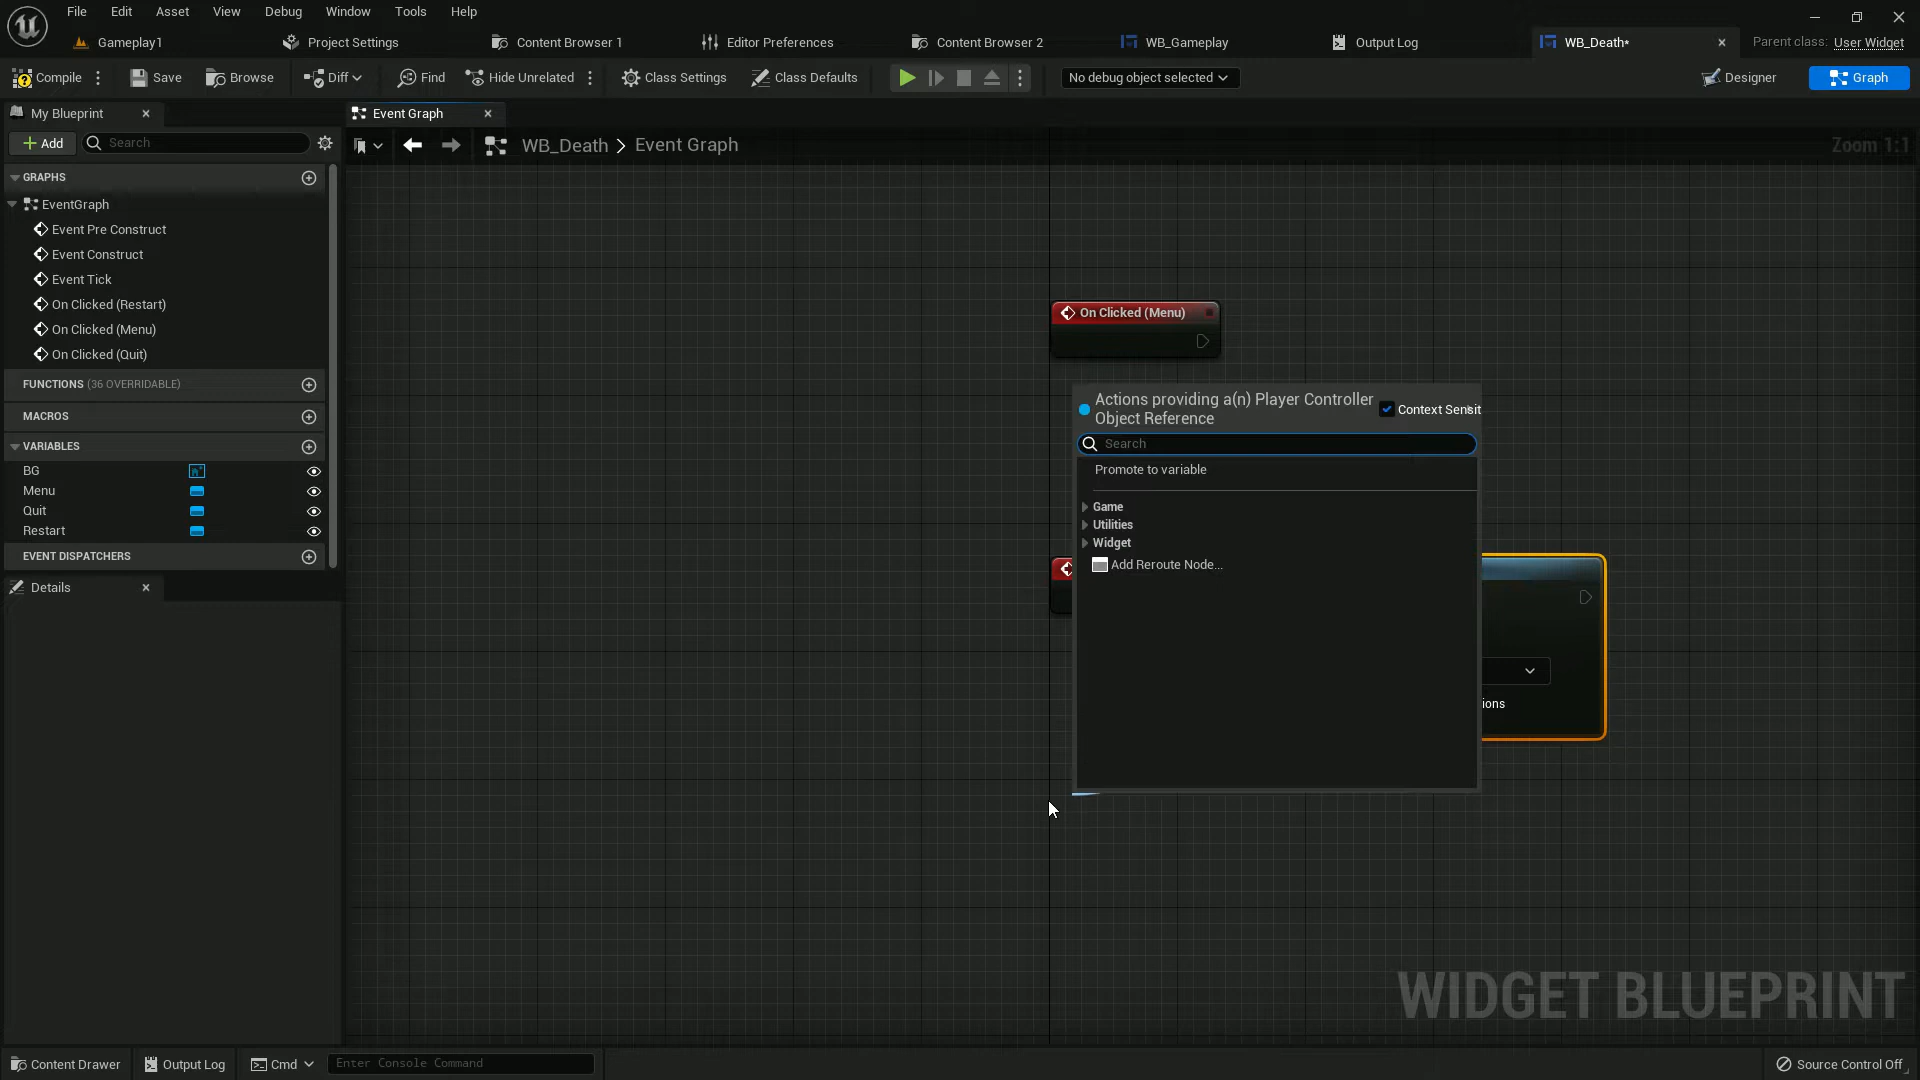 File Edit Asset View Debug Window Tools Help
Gameplay1 Project Settings Content Browser 1 Editor Preferences Content Browser 2 WB_Gameplay Output Log WB_Death* Parent class: User Widget
Compile Save Browse Diff Find Hide Unrelated Class Settings Class Defaults No debug object selected Designer Graph
My Blueprint Event Graph
Add Search WB_Death > Event Graph Zoom 1:1
GRAPHS
EventGraph
Event Pre Construct
Event Construct
Event Tick
On Clicked (Restart)
On Clicked (Menu)
On Clicked (Quit)
FUNCTIONS (36 OVERRIDABLE)
MACROS
VARIABLES
BG
Menu
Quit
Restart
EVENT DISPATCHERS
Details
On Clicked (Menu)
Actions providing a(n) Player Controller
Object Reference
Context Sensit
Search
Promote to variable
Game
Utilities
Widget
Add Reroute Node...
ions
WIDGET BLUEPRINT
Content Drawer Output Log Cmd Enter Console Command Source Control Off